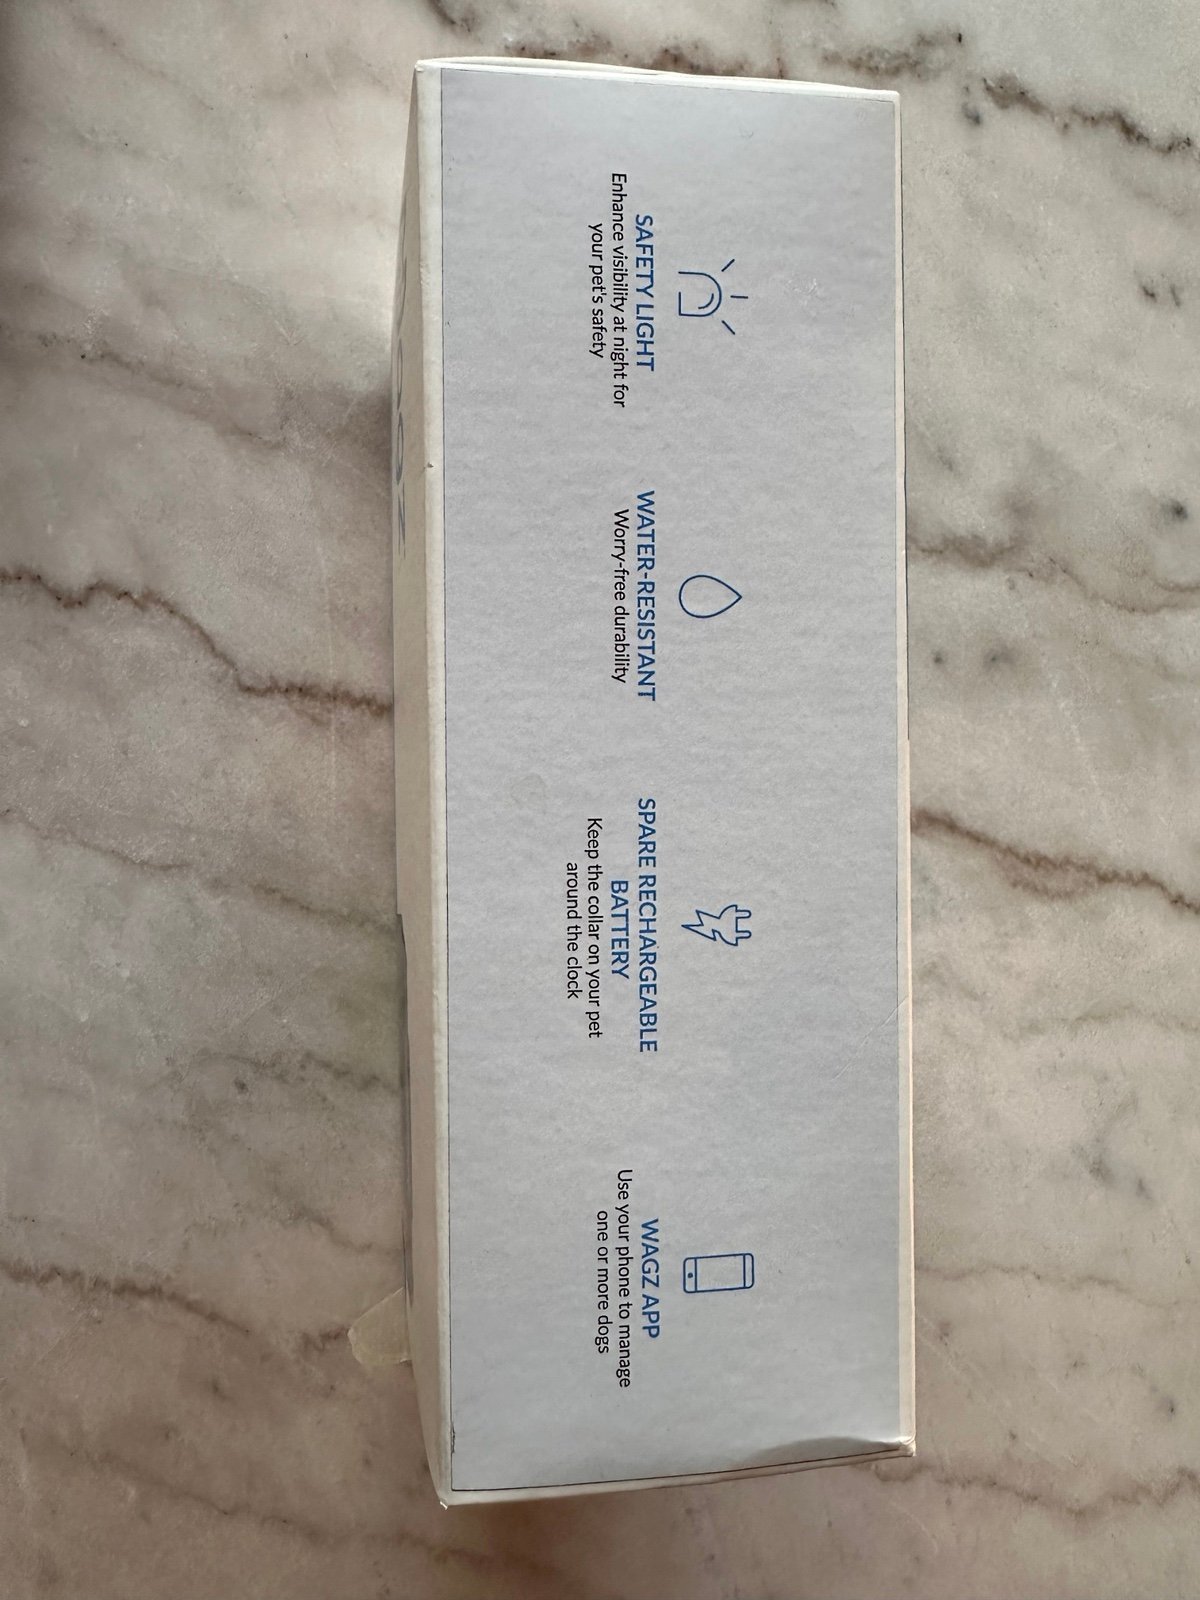 SAFETY LIGHT
Enhance visibility at night for
your pet's safety
WATER-RESISTANT
Worry-free durability
SPARE RECHARGEABLE
BATTERY
Keep the collar on your pet
around the clock
WAGZ APP
Use your phone to manage
one or more dogs